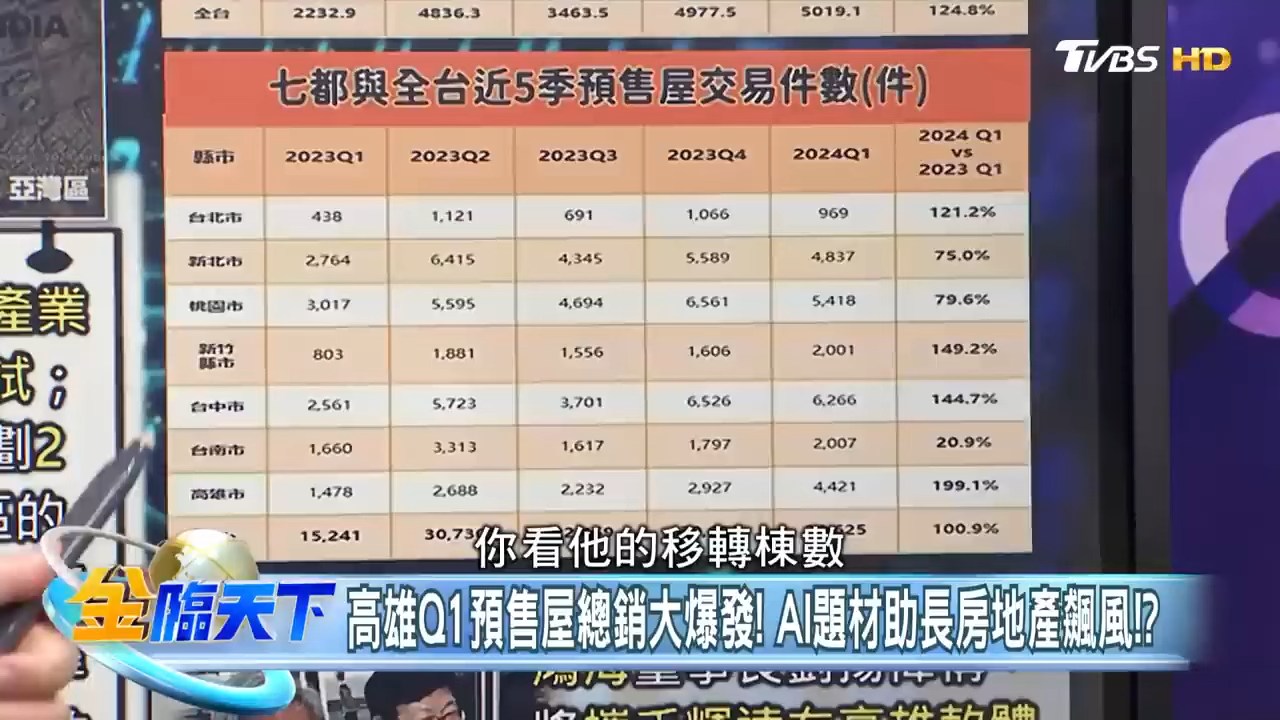 NDIA
TVBS HD
全台 2232.9 4836.3 3463.5 4977.5 5019.1 124.8%
七都與全台近5季預售屋交易件數(件)
縣市 2023Q1 2023Q2 2023Q3 2023Q4 2024Q1 2024 Q1 vs 2023 Q1
台北市 438 1,121 691 1,066 969 121.2%
新北市 2,764 6,415 4,345 5,589 4,837 75.0%
桃園市 3,017 5,595 4,694 6,561 5,418 79.6%
新竹縣市 803 1,881 1,556 1,606 2,001 149.2%
台中市 2,561 5,723 3,701 6,526 6,266 144.7%
台南市 1,660 3,313 1,617 1,797 2,007 20.9%
高雄市 1,478 2,688 2,232 2,927 4,421 199.1%
15,241 30,73 625 100.9%
亞灣區
產業
試；
劃2
區的
你看他的移轉棟數
金臨天下
高雄Q1預售屋總銷大爆發! AI題材助長房地產飆風!?